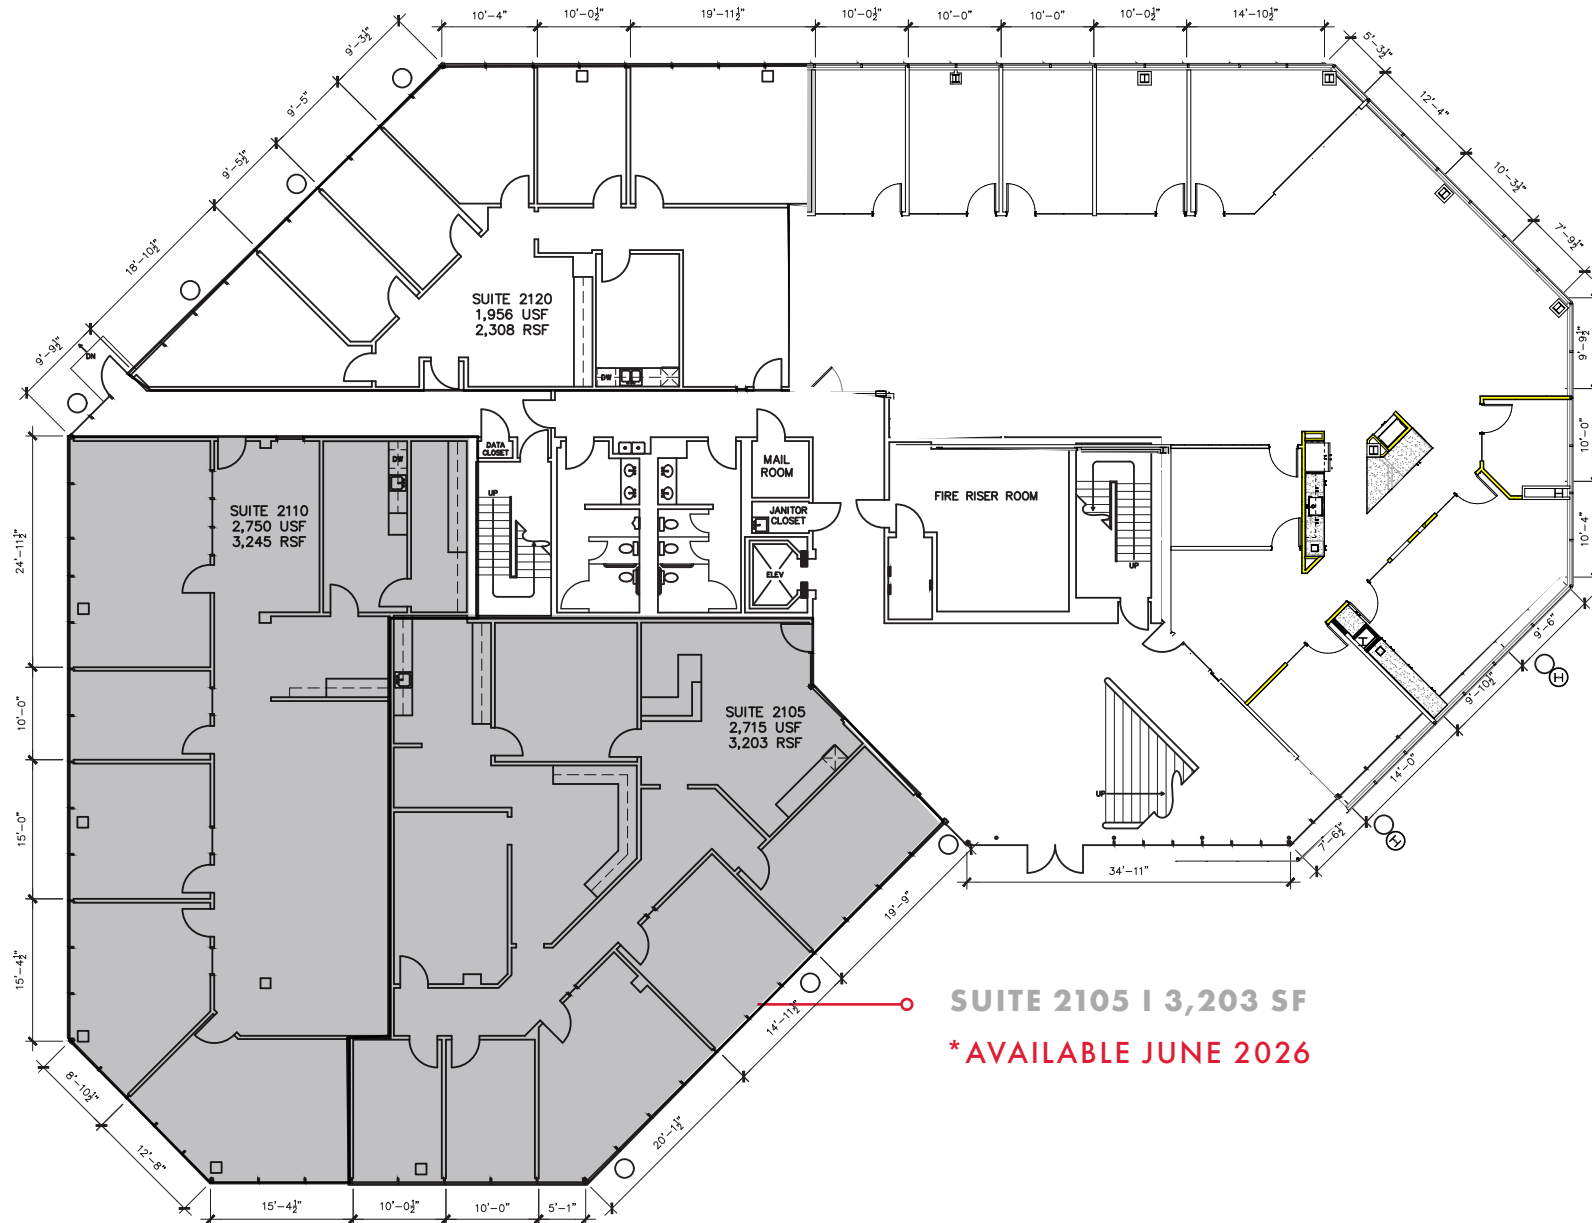 10'-4"
10'-0½"
19'-11½"
10'-0½"
10'-0"
10'-0"
10'-0½"
14'-10½"
9'-3½"
9'-5"
9'-5½"
18'-10½"
9'-9½"
5'-3½"
12'-4"
10'-3½"
7'-9½"
9'-9½"
10'-0"
10'-4"
9'-6"
9'-10½"
14'-0"
7'-6½"
34'-11"
DN
SUITE 2120
1,956 USF
2,308 RSF
DW
DATA
CLOSET
UP
MAIL
ROOM
JANITOR
CLOSET
ELEV
FIRE RISER ROOM
UP
H
H
H
UP
DW
SUITE 2110
2,750 USF
3,245 RSF
SUITE 2105
2,715 USF
3,203 RSF
24'-11½"
10'-0"
15'-0"
15'-4½"
8'-10½"
12'-8"
15'-4½"
10'-0½"
10'-0"
5'-1"
20'-1½"
14'-11½"
19'-9"
SUITE 2105 I 3,203 SF
*AVAILABLE JUNE 2026